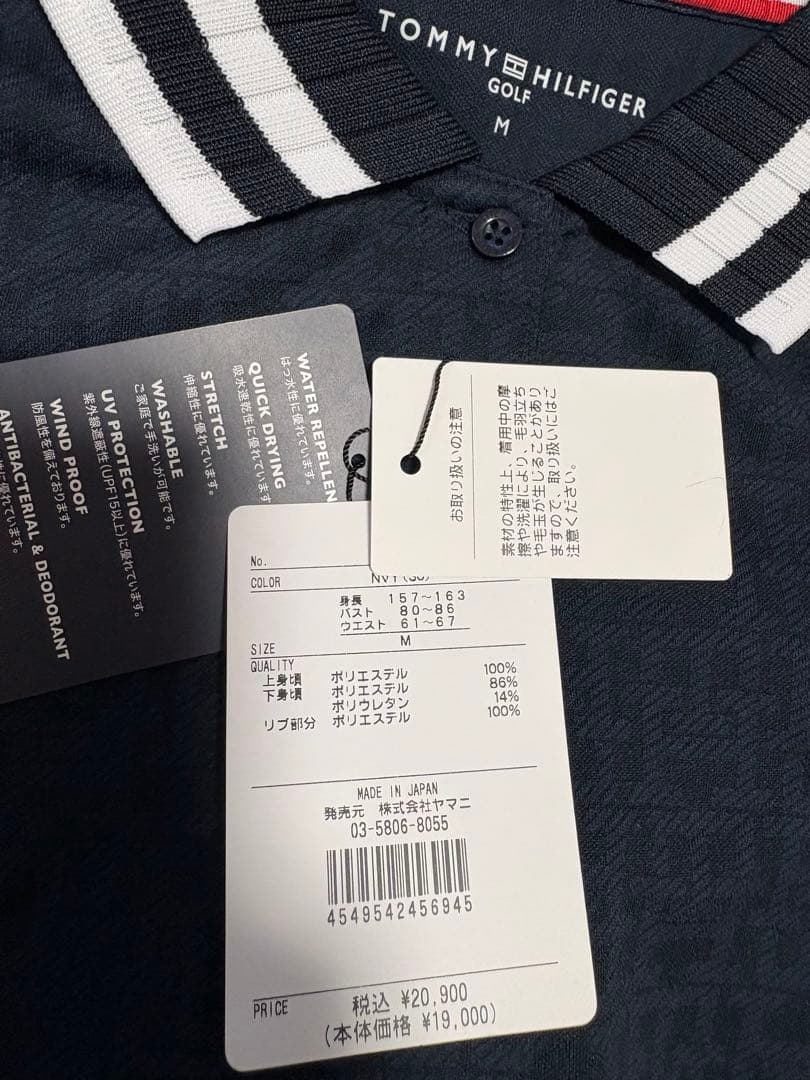 TOMMY HILFIGER
GOLF
M
WATER REPELLEN
はっ水性に優れています。
QUICK DRYING
吸水速乾性に優れています
STRETCH
伸縮性に優れています。
WASHABLE
ご家庭で手洗いが可能です。
UV PROTECTION
紫外線遮蔽性(UPF15以上)に優れています。
WIND PROOF
防風性を備えております。
ANTIBACTERIAL & DEODORANT
に優れています。
お取り扱いの注意
素材の特性上、着用中の摩
擦や洗濯により、毛羽立ち
や毛玉が生じることがあり
ますので、取り扱いにはご
注意ください。
No.
COLOR NVY
身長 157～163
バスト 80～86
ウエスト 61～67
SIZE M
QUALITY
上身頃 ポリエステル 100%
下身頃 ポリエステル 86%
ポリウレタン 14%
リブ部分 ポリエステル 100%
MADE IN JAPAN
発売元 株式会社ヤマニ
03-5806-8055
4549542456945
PRICE 税込 ¥20,900
(本体価格 ¥19,000)